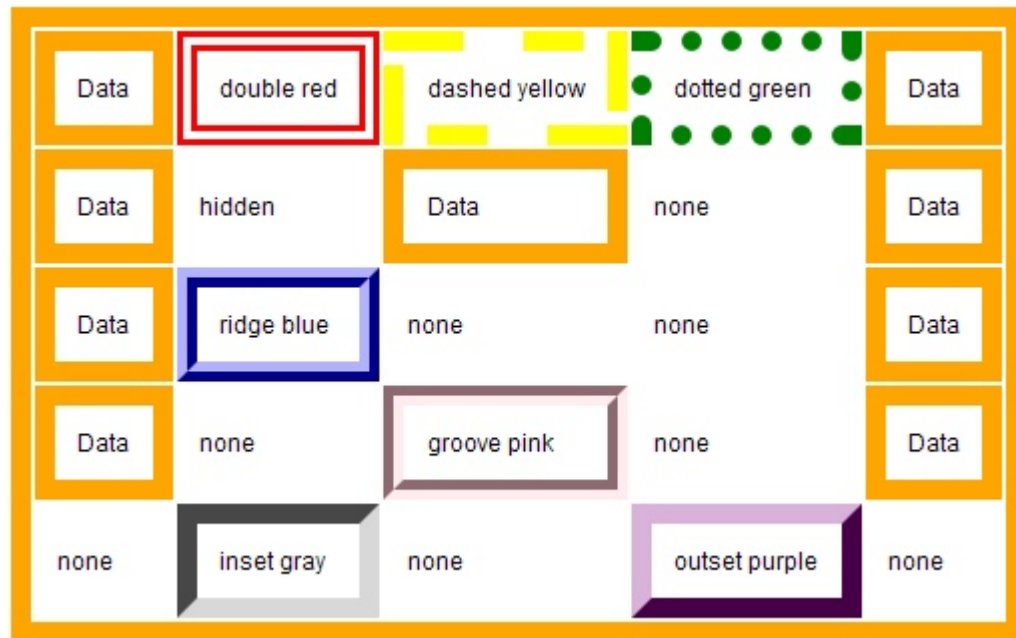 Data double red dashed yellow dotted green Data
Data hidden Data none Data
Data ridge blue none none Data
Data none groove pink none Data
none inset gray none outset purple none